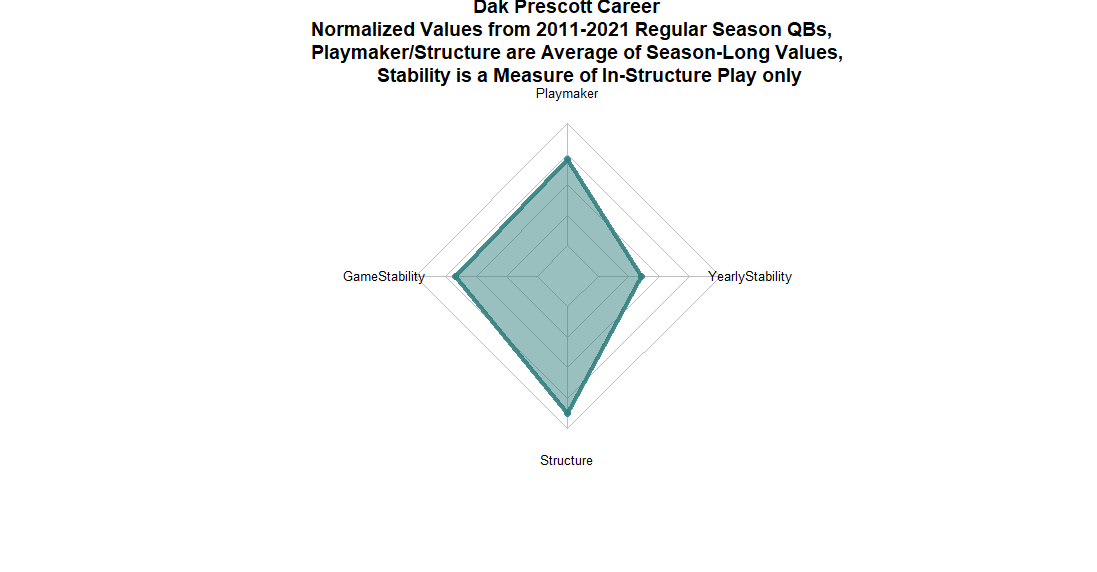 Dak Prescott Career
Normalized Values from 2011-2021 Regular Season QBs,
Playmaker/Structure are Average of Season-Long Values,
Stability is a Measure of In-Structure Play only
Playmaker
GameStability
YearlyStability
Structure